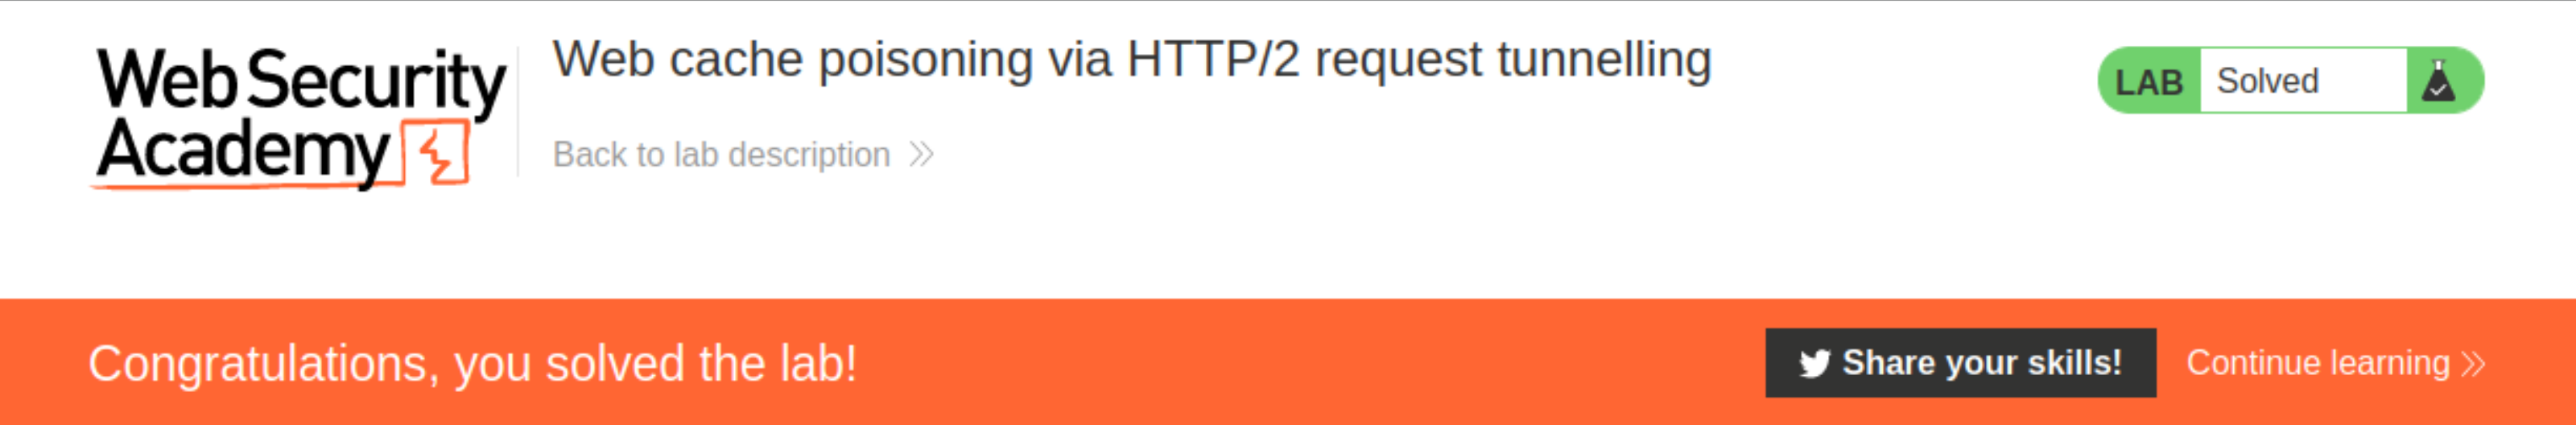 Web Security
Academy
Web cache poisoning via HTTP/2 request tunnelling
Back to lab description
LAB Solved
Congratulations, you solved the lab!
Share your skills!
Continue learning